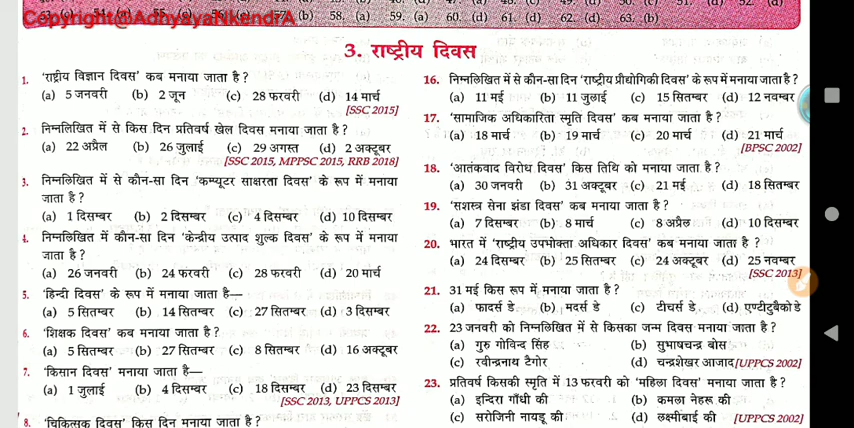 Copyright@AdhyayaKendrA
57. (b) 58. (a) 59. (a) 60. (d) 61. (d) 62. (d) 63. (b)
3. राष्ट्रीय दिवस
1. 'राष्ट्रीय विज्ञान दिवस' कब मनाया जाता है ?
(a) 5 जनवरी (b) 2 जून (c) 28 फरवरी (d) 14 मार्च
[SSC 2015]
2. निम्नलिखित में से किस दिन प्रतिवर्ष खेल दिवस मनाया जाता है ?
(a) 22 अप्रैल (b) 26 जुलाई (c) 29 अगस्त (d) 2 अक्टूबर
[SSC 2015, MPPSC 2015, RRB 2018]
3. निम्नलिखित में से कौन-सा दिन 'कम्प्यूटर साक्षरता दिवस' के रूप में मनाया
जाता है ?
(a) 1 दिसम्बर (b) 2 दिसम्बर (c) 4 दिसम्बर (d) 10 दिसम्बर
4. निम्नलिखित में कौन-सा दिन 'केन्द्रीय उत्पाद शुल्क दिवस' के रूप में मनाया
जाता है ?
(a) 26 जनवरी (b) 24 फरवरी (c) 28 फरवरी (d) 20 मार्च
5. 'हिन्दी दिवस' के रूप में मनाया जाता है—
(a) 5 सितम्बर (b) 14 सितम्बर (c) 27 सितम्बर (d) 3 दिसम्बर
6. 'शिक्षक दिवस' कब मनाया जाता है ?
(a) 5 सितम्बर (b) 27 सितम्बर (c) 8 सितम्बर (d) 16 अक्टूबर
7. 'किसान दिवस' मनाया जाता है—
(a) 1 जुलाई (b) 4 दिसम्बर (c) 18 दिसम्बर (d) 23 दिसम्बर
[SSC 2013, UPPCS 2013]
8. 'चिकित्सक दिवस' किस दिन मनाया जाता है ?
16. निम्नलिखित में से कौन-सा दिन 'राष्ट्रीय प्रौद्योगिकी दिवस' के रूप में मनाया जाता है ?
(a) 11 मई (b) 11 जुलाई (c) 15 सितम्बर (d) 12 नवम्बर
17. 'सामाजिक अधिकारिता स्मृति दिवस' कब मनाया जाता है ?
(a) 18 मार्च (b) 19 मार्च (c) 20 मार्च (d) 21 मार्च
[BPSC 2002]
18. 'आतंकवाद विरोध दिवस' किस तिथि को मनाया जाता है ?
(a) 30 जनवरी (b) 31 अक्टूबर (c) 21 मई (d) 18 सितम्बर
19. 'सशस्त्र सेना झंडा दिवस' कब मनाया जाता है ?
(a) 7 दिसम्बर (b) 8 मार्च (c) 8 अप्रैल (d) 10 दिसम्बर
20. भारत में 'राष्ट्रीय उपभोक्ता अधिकार दिवस' कब मनाया जाता है ?
(a) 24 दिसम्बर (b) 25 सितम्बर (c) 24 अक्टूबर (d) 25 नवम्बर
[SSC 2013]
21. 31 मई किस रूप में मनाया जाता है ?
(a) फादर्स डे (b) मदर्स डे (c) टीचर्स डे (d) एण्टीटुबैको डे
22. 23 जनवरी को निम्नलिखित में से किसका जन्म दिवस मनाया जाता है ?
(a) गुरु गोविन्द सिंह (b) सुभाषचन्द्र बोस
(c) रवीन्द्रनाथ टैगोर (d) चन्द्रशेखर आजाद [UPPCS 2002]
23. प्रतिवर्ष किसकी स्मृति में 13 फरवरी को 'महिला दिवस' मनाया जाता है ?
(a) इन्दिरा गाँधी की (b) कमला नेहरू की
(c) सरोजिनी नायडू की (d) लक्ष्मीबाई की [UPPCS 2002]